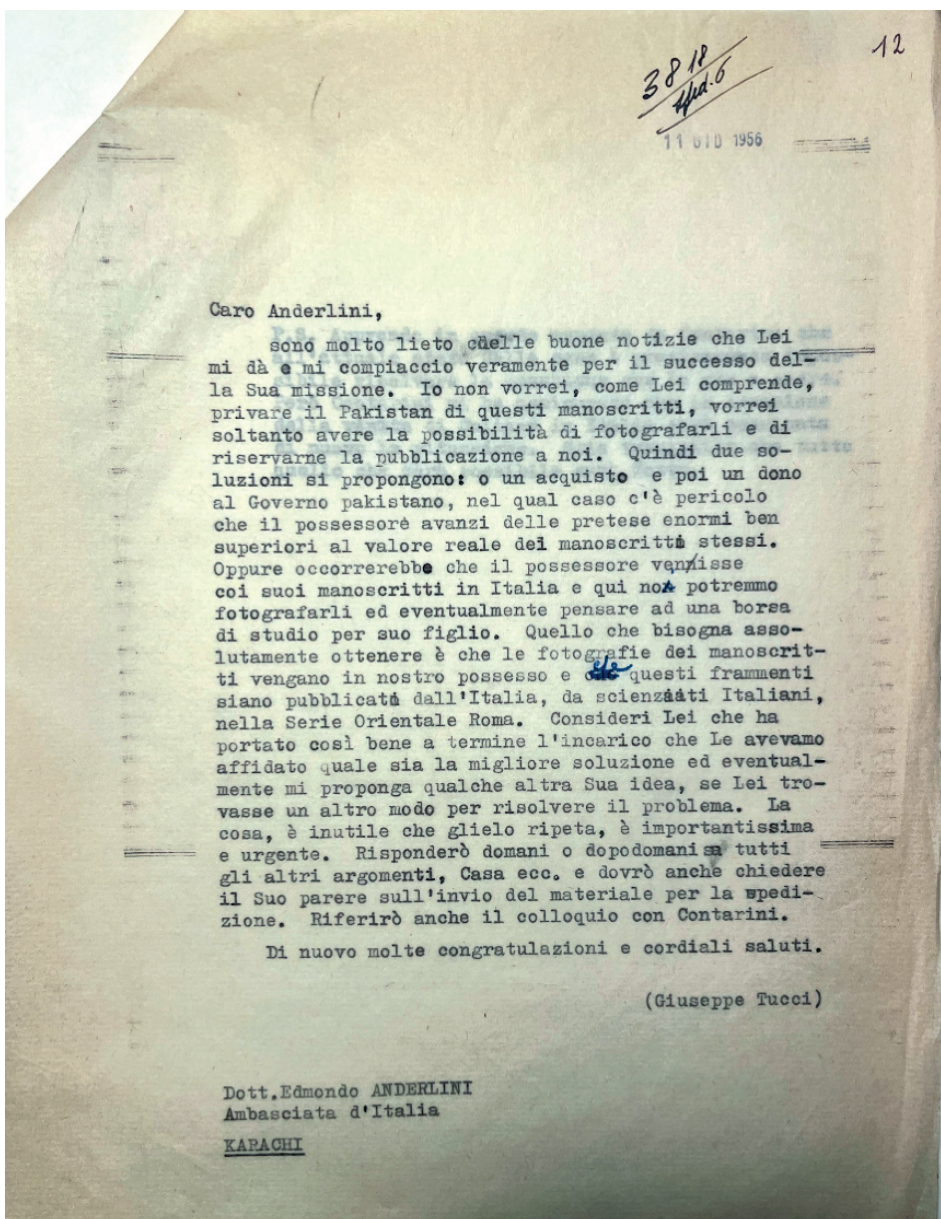 12
3818
11 GIU 1956
Caro Anderlini,
sono molto lieto delle buone notizie che Lei
mi dà e mi compiaccio veramente per il successo del-
la Sua missione. Io non vorrei, come Lei comprende,
privare il Pakistan di questi manoscritti, vorrei
soltanto avere la possibilità di fotografarli e di
riservarne la pubblicazione a noi. Quindi due so-
luzioni si propongono: o un acquisto e poi un dono
al Governo pakistano, nel qual caso c'è pericolo
che il possessore avanzi delle pretese enormi ben
superiori al valore reale dei manoscritti stessi.
Oppure occorrerebbe che il possessore venisse
coi suoi manoscritti in Italia e qui noi potremmo
fotografarli ed eventualmente pensare ad una borsa
di studio per suo figlio. Quello che bisogna asso-
lutamente ottenere è che le fotografie dei manoscrit-
ti vengano in nostro possesso e che questi frammenti
siano pubblicati dall'Italia, da scienziati Italiani,
nella Serie Orientale Roma. Consideri Lei che ha
portato così bene a termine l'incarico che Le avevamo
affidato quale sia la migliore soluzione ed eventual-
mente mi proponga qualche altra Sua idea, se Lei tro-
vasse un altro modo per risolvere il problema. La
cosa, è inutile che glielo ripeta, è importantissima
e urgente. Risponderò domani o dopodomani a tutti
gli altri argomenti, Casa ecc. e dovrò anche chiedere
il Suo parere sull'invio del materiale per la spedi-
zione. Riferirò anche il colloquio con Contarini.
Di nuovo molte congratulazioni e cordiali saluti.
(Giuseppe Tucci)
Dott.Edmondo ANDERLINI
Ambasciata d'Italia
KARACHI